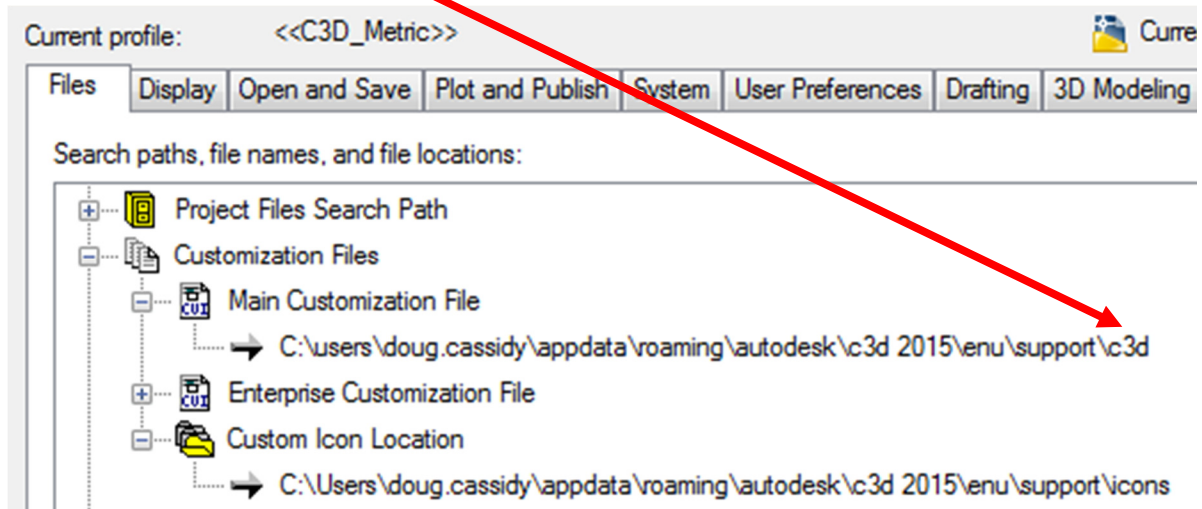 Current profile: <<C3D_Metric>> Curre
Files Display Open and Save Plot and Publish System User Preferences Drafting 3D Modeling
Search paths, file names, and file locations:
Project Files Search Path
Customization Files
CUI Main Customization File
C:\users\doug.cassidy\appdata\roaming\autodesk\c3d 2015\enu\support\c3d
CUI Enterprise Customization File
Custom Icon Location
C:\Users\doug.cassidy\appdata\roaming\autodesk\c3d 2015\enu\support\icons